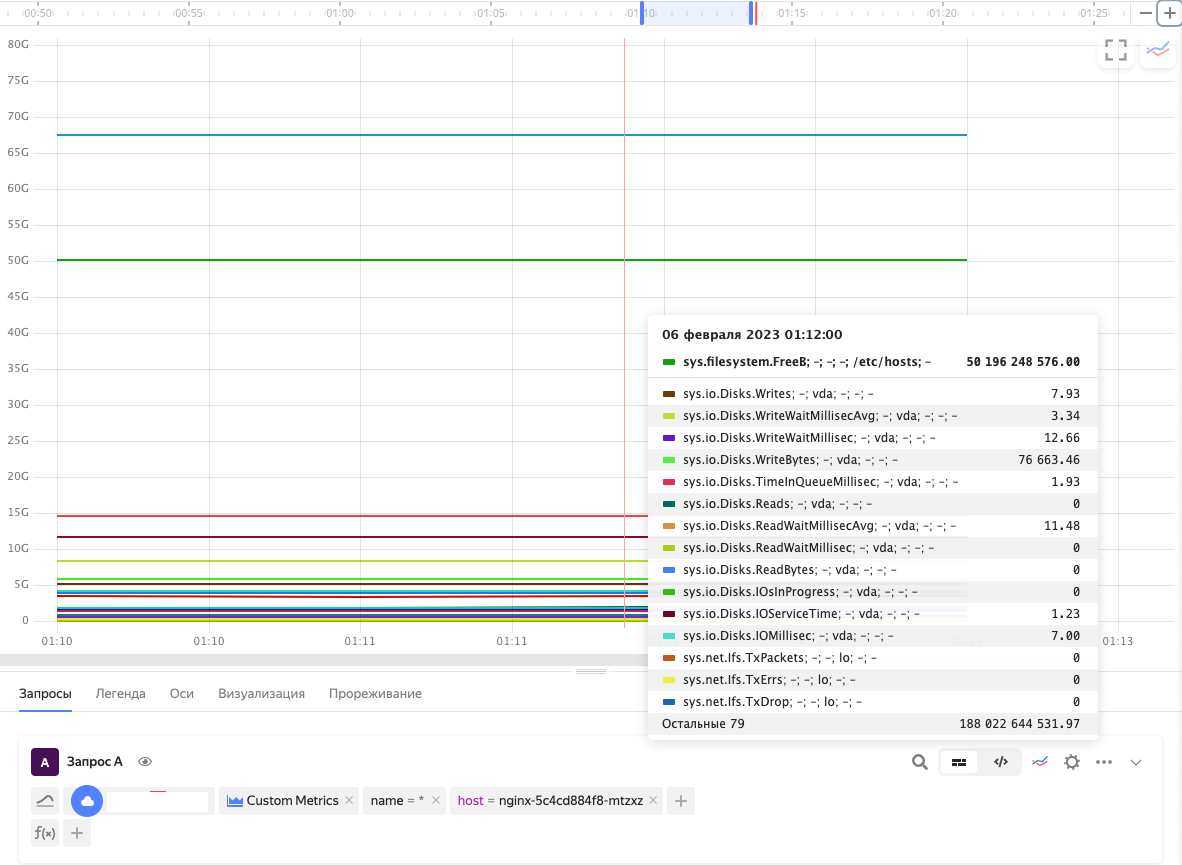 00:50 00:55 01:00 01:05 01:10 01:15 01:20 01:25
80G
75G
70G
65G
60G
55G
50G
45G
40G
35G
30G
25G
20G
15G
10G
5G
0
01:10 01:10 01:11 01:11 01:13
06 февраля 2023 01:12:00
sys.filesystem.FreeB; –; –; –; /etc/hosts; – 50 196 248 576.00
sys.io.Disks.Writes; –; vda; –; –; – 7.93
sys.io.Disks.WriteWaitMillisecAvg; –; vda; –; –; – 3.34
sys.io.Disks.WriteWaitMillisec; –; vda; –; –; – 12.66
sys.io.Disks.WriteBytes; –; vda; –; –; – 76 663.46
sys.io.Disks.TimeInQueueMillisec; –; vda; –; –; – 1.93
sys.io.Disks.Reads; –; vda; –; –; – 0
sys.io.Disks.ReadWaitMillisecAvg; –; vda; –; –; – 11.48
sys.io.Disks.ReadWaitMillisec; –; vda; –; –; – 0
sys.io.Disks.ReadBytes; –; vda; –; –; – 0
sys.io.Disks.IOsInProgress; –; vda; –; –; – 0
sys.io.Disks.IOServiceTime; –; vda; –; –; – 1.23
sys.io.Disks.IOMillisec; –; vda; –; –; – 7.00
sys.net.Ifs.TxPackets; –; –; lo; –; – 0
sys.net.Ifs.TxErrs; –; –; lo; –; – 0
sys.net.Ifs.TxDrop; –; –; lo; –; – 0
Остальные 79 188 022 644 531.97
Запросы Легенда Оси Визуализация Прореживание
A Запрос A </> •••
Custom Metrics × name = * × host = nginx-5c4cd884f8-mtzxz × +
f(x) +